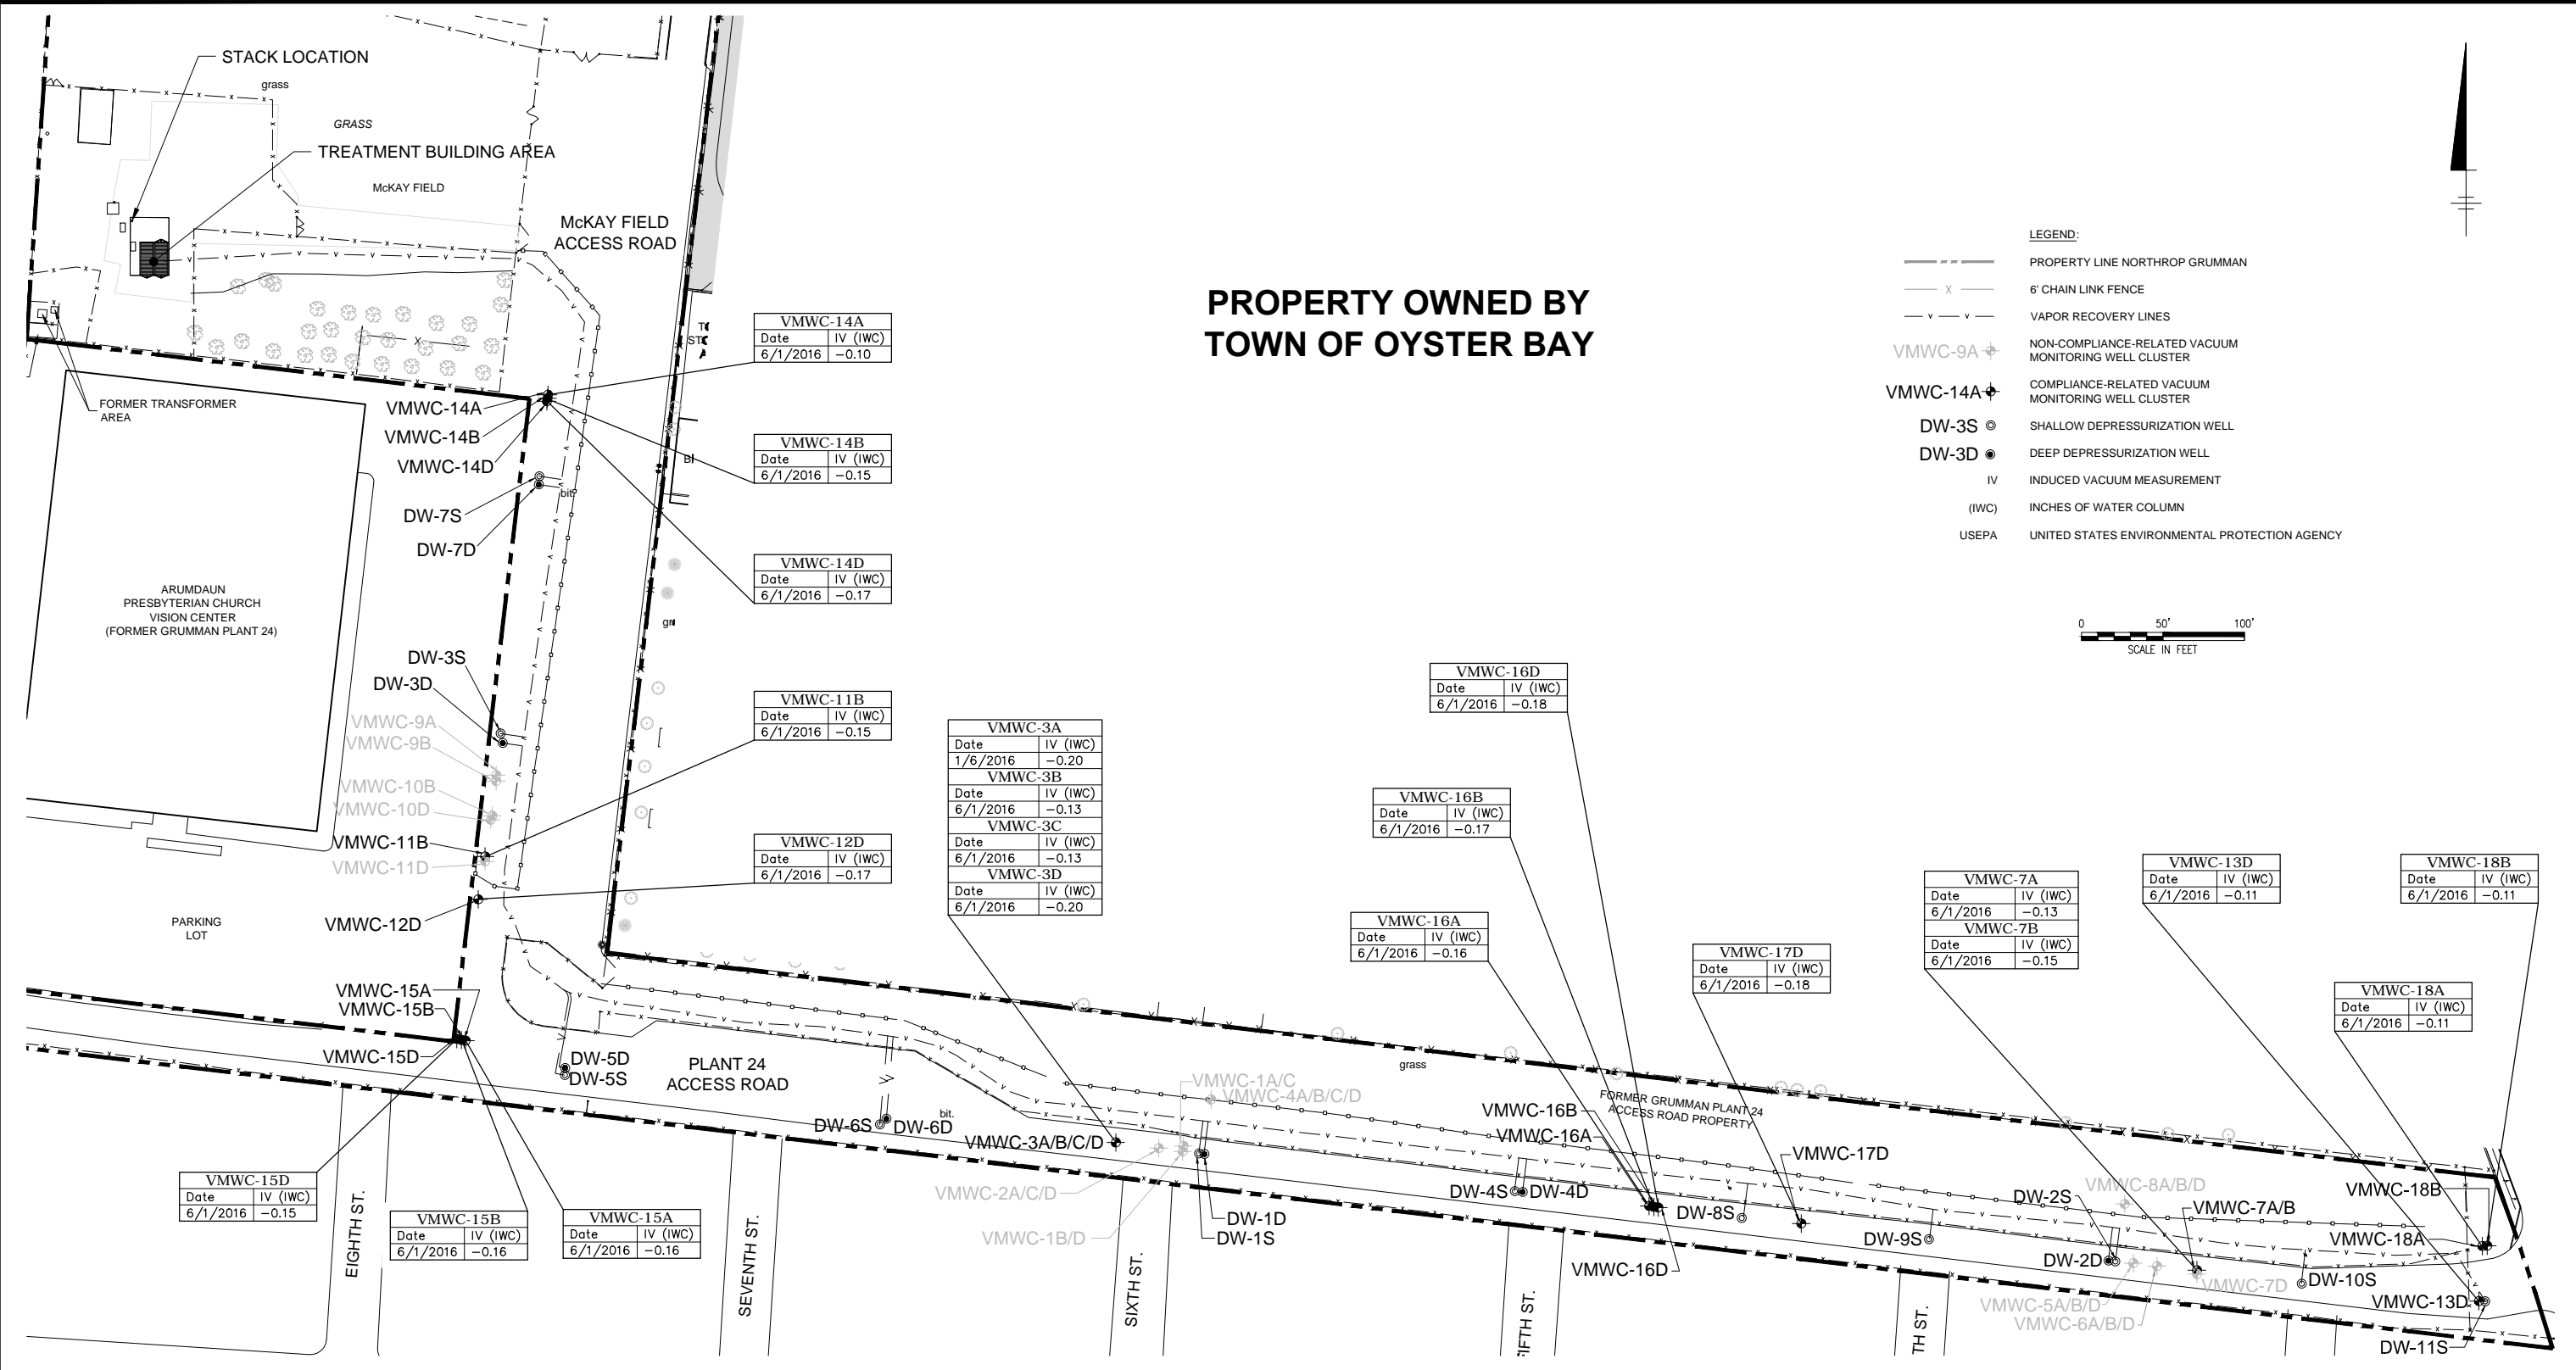 STACK LOCATION
grass
GRASS
TREATMENT BUILDING AREA
McKAY FIELD
McKAY FIELD
ACCESS ROAD
PROPERTY OWNED BY
TOWN OF OYSTER BAY
LEGEND:
PROPERTY LINE NORTHROP GRUMMAN
X 6' CHAIN LINK FENCE
V V VAPOR RECOVERY LINES
VMWC-9A NON-COMPLIANCE-RELATED VACUUM
MONITORING WELL CLUSTER
VMWC-14A COMPLIANCE-RELATED VACUUM
MONITORING WELL CLUSTER
DW-3S SHALLOW DEPRESSURIZATION WELL
DW-3D DEEP DEPRESSURIZATION WELL
IV INDUCED VACUUM MEASUREMENT
(IWC) INCHES OF WATER COLUMN
USEPA UNITED STATES ENVIRONMENTAL PROTECTION AGENCY
0 50' 100'
SCALE IN FEET
FORMER TRANSFORMER
AREA
VMWC-14A
VMWC-14B
VMWC-14D
DW-7S
DW-7D
bit.
VMWC-14A
Date IV (IWC)
6/1/2016 −0.10
VMWC-14B
Date IV (IWC)
6/1/2016 −0.15
VMWC-14D
Date IV (IWC)
6/1/2016 −0.17
ARUMDAUN
PRESBYTERIAN CHURCH
VISION CENTER
(FORMER GRUMMAN PLANT 24)
DW-3S
DW-3D
VMWC-9A
VMWC-9B
VMWC-10B
VMWC-10D
VMWC-11B
VMWC-11D
VMWC-12D
PARKING
LOT
VMWC-11B
Date IV (IWC)
6/1/2016 −0.15
VMWC-12D
Date IV (IWC)
6/1/2016 −0.17
VMWC-3A
Date IV (IWC)
1/6/2016 −0.20
VMWC-3B
Date IV (IWC)
6/1/2016 −0.13
VMWC-3C
Date IV (IWC)
6/1/2016 −0.13
VMWC-3D
Date IV (IWC)
6/1/2016 −0.20
VMWC-16D
Date IV (IWC)
6/1/2016 −0.18
VMWC-16B
Date IV (IWC)
6/1/2016 −0.17
VMWC-16A
Date IV (IWC)
6/1/2016 −0.16
VMWC-17D
Date IV (IWC)
6/1/2016 −0.18
VMWC-7A
Date IV (IWC)
6/1/2016 −0.13
VMWC-7B
Date IV (IWC)
6/1/2016 −0.15
VMWC-13D
Date IV (IWC)
6/1/2016 −0.11
VMWC-18B
Date IV (IWC)
6/1/2016 −0.11
VMWC-18A
Date IV (IWC)
6/1/2016 −0.11
VMWC-15A
VMWC-15B
VMWC-15D
DW-5D
DW-5S
PLANT 24
ACCESS ROAD
bit.
DW-6S
DW-6D
VMWC-3A/B/C/D
VMWC-1A/C
VMWC-4A/B/C/D
VMWC-2A/C/D
VMWC-1B/D
DW-1D
DW-1S
grass
FORMER GRUMMAN PLANT 24
ACCESS ROAD PROPERTY
VMWC-16B
VMWC-16A
DW-4S
DW-4D
VMWC-16D
VMWC-17D
DW-8S
DW-9S
DW-2S
DW-2D
VMWC-8A/B/D
VMWC-7A/B
VMWC-7D
VMWC-5A/B/D
VMWC-6A/B/D
DW-10S
VMWC-18B
VMWC-18A
VMWC-13D
DW-11S
VMWC-15D
Date IV (IWC)
6/1/2016 −0.15
VMWC-15B
Date IV (IWC)
6/1/2016 −0.16
VMWC-15A
Date IV (IWC)
6/1/2016 −0.16
EIGHTH ST.
SEVENTH ST.
SIXTH ST.
FIFTH ST.
TH ST.